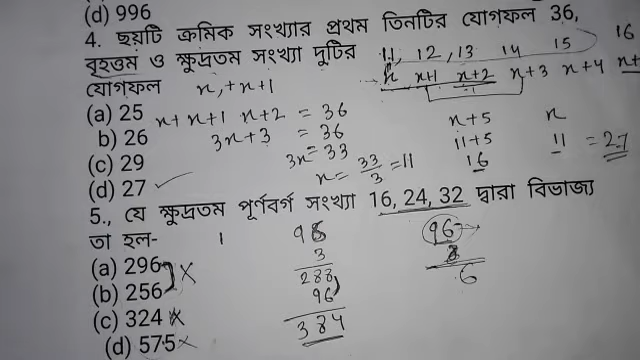 (d) 996
4. ছয়টি ক্রমিক সংখ্যার প্রথম তিনটির যোগফল 36,
বৃহত্তম ও ক্ষুদ্রতম সংখ্যা দুটির
11, 12, 13 14 15 16
যোগফল n, + n+1
n n+1 n+2 n+3 n+4 n+
(a) 25 n+n+1 n+2 = 36
n+5 n
b) 26 3n+3 = 36
11+5 11 = 27
(c) 29 3n = 33
16
(d) 27 n = 33/3 = 11
5., যে ক্ষুদ্রতম পূর্ণবর্গ সংখ্যা 16, 24, 32 দ্বারা বিভাজ্য
তা হল-
96
96
3
(a) 296
288
6
(b) 256
96
(c) 324
384
(d) 575